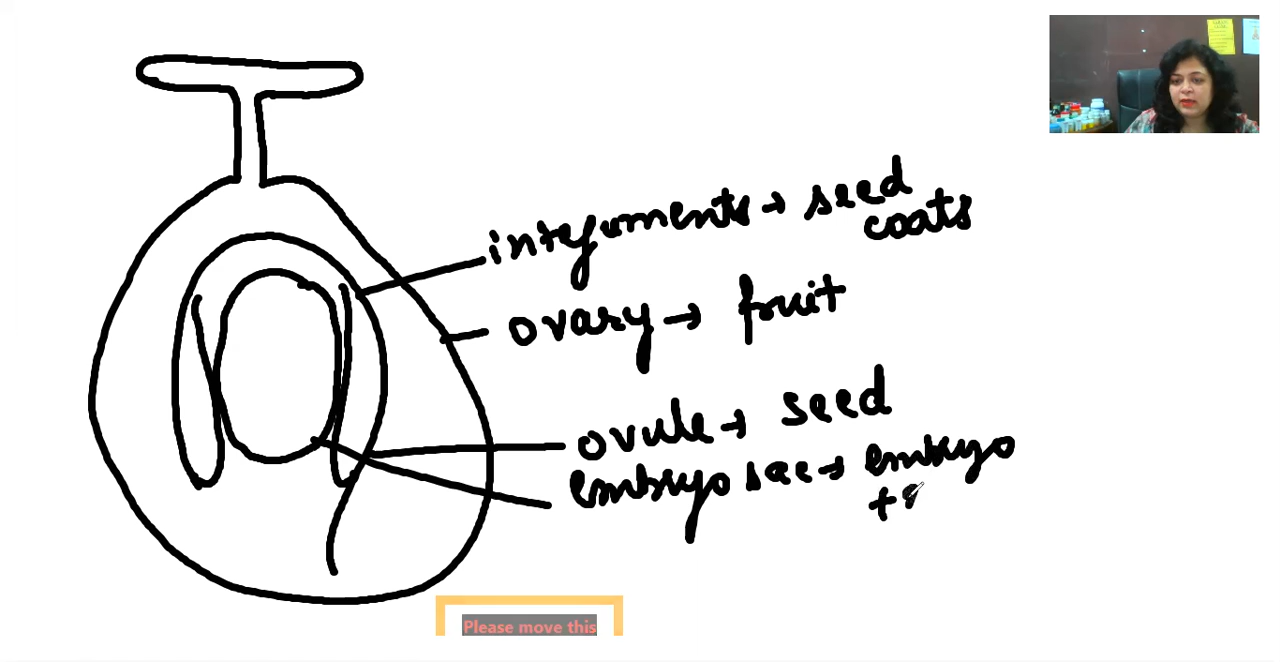 integuments → seed
coats
ovary → fruit
ovule → seed
embryo sac → embryo
+
Please move this